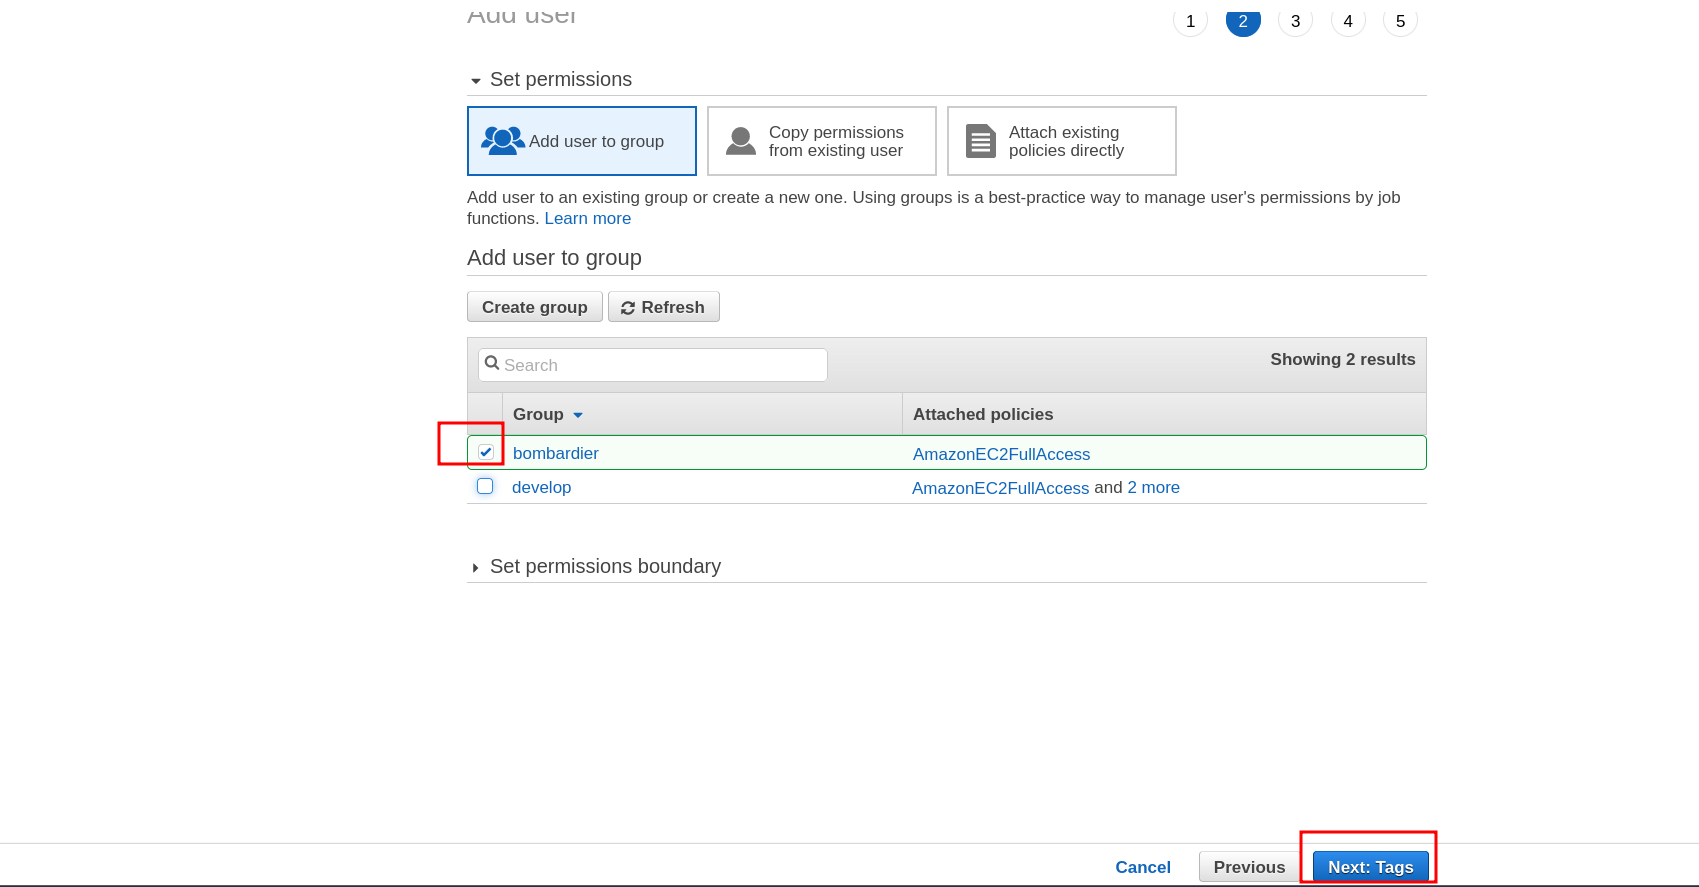 Add user
1 2 3 4 5
Set permissions
Add user to group
Copy permissions
from existing user
Attach existing
policies directly
Add user to an existing group or create a new one. Using groups is a best-practice way to manage user's permissions by job
functions. Learn more
Add user to group
Create group
Refresh
Search
Showing 2 results
Group
Attached policies
bombardier
AmazonEC2FullAccess
develop
AmazonEC2FullAccess and 2 more
Set permissions boundary
Cancel
Previous
Next: Tags